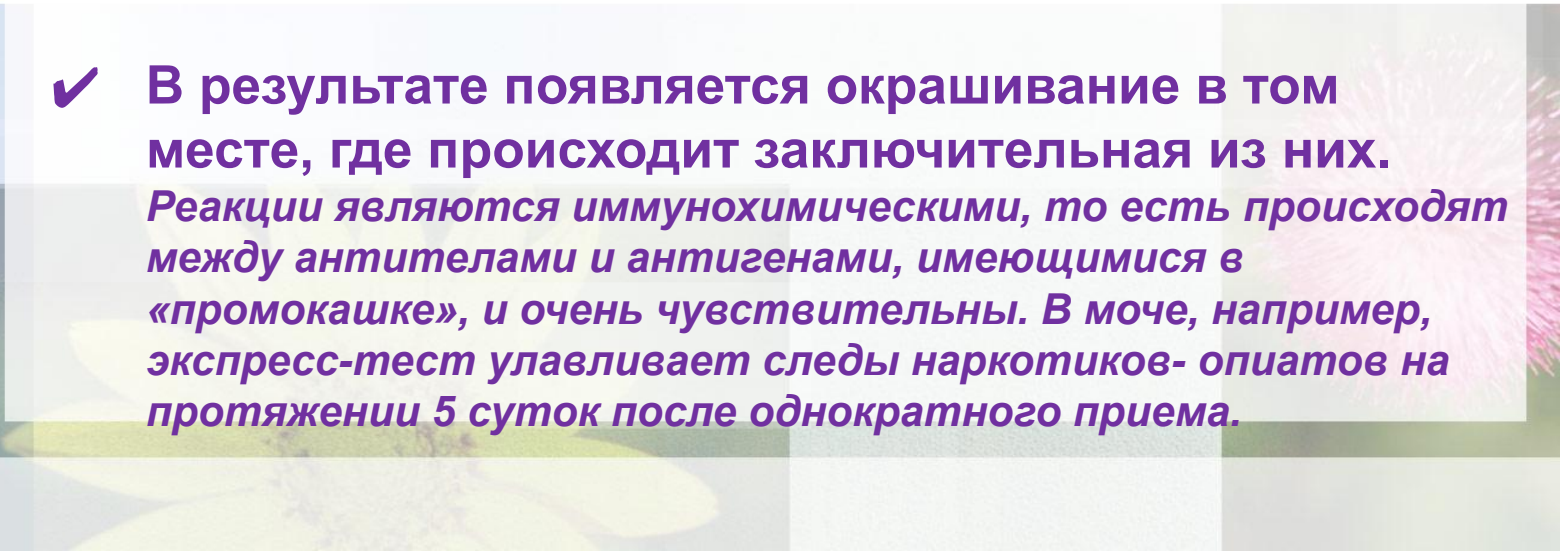 ✔ В результате появляется окрашивание в том
месте, где происходит заключительная из них.
Реакции являются иммунохимическими, то есть происходят
между антителами и антигенами, имеющимися в
«промокашке», и очень чувствительны. В моче, например,
экспресс-тест улавливает следы наркотиков- опиатов на
протяжении 5 суток после однократного приема.